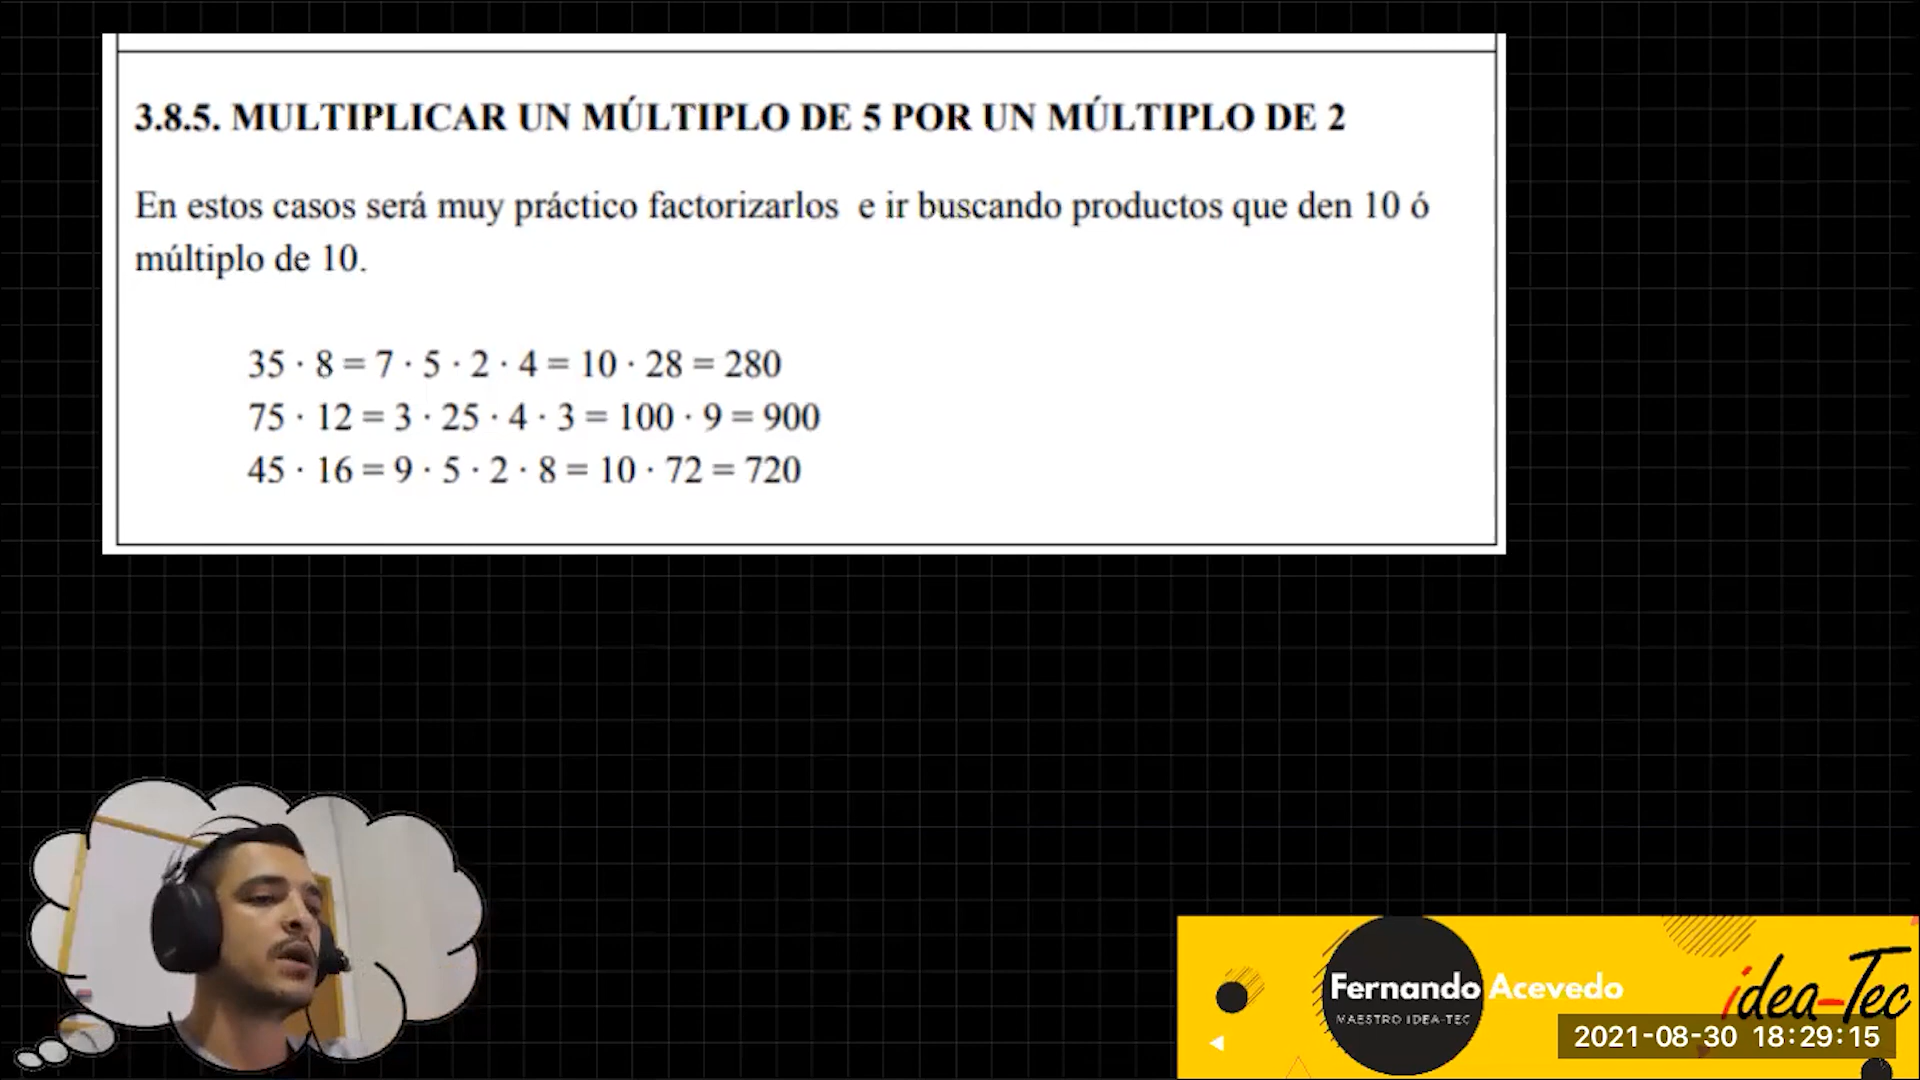 3.8.5. MULTIPLICAR UN MÚLTIPLO DE 5 POR UN MÚLTIPLO DE 2
En estos casos será muy práctico factorizarlos e ir buscando productos que den 10 ó
múltiplo de 10.
35 · 8 = 7 · 5 · 2 · 4 = 10 · 28 = 280
75 · 12 = 3 · 25 · 4 · 3 = 100 · 9 = 900
45 · 16 = 9 · 5 · 2 · 8 = 10 · 72 = 720
Fernando Acevedo
MAESTRO IDEA-TEC
idea-Tec
2021-08-30 18:29:15